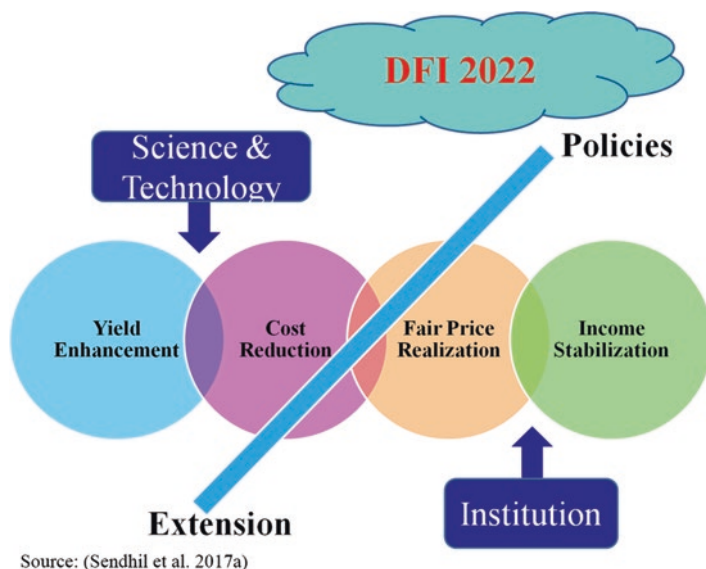 DFI 2022
Policies
Science &
Technology
Yield
Enhancement
Cost
Reduction
Fair Price
Realization
Income
Stabilization
Extension
Institution
Source: (Sendhil et al. 2017a)